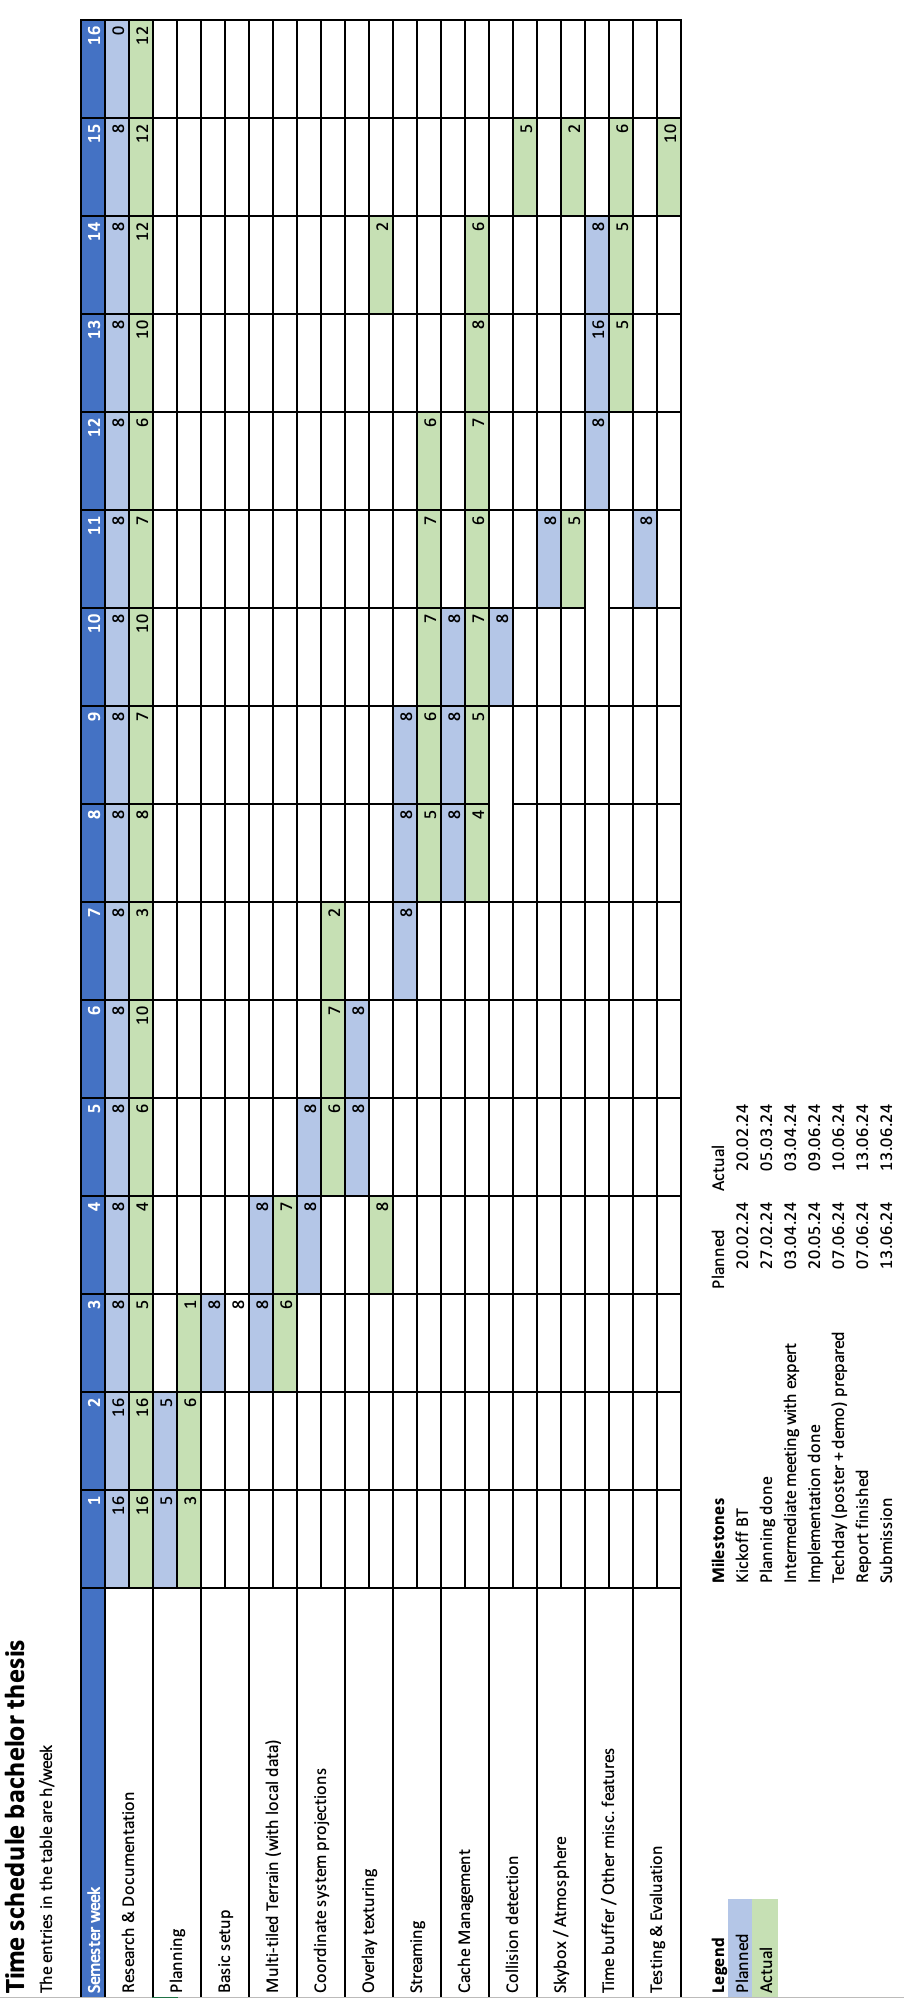 Time schedule bachelor thesis
The entries in the table are h/week
Semester week 1 2 3 4 5 6 7 8 9 10 11 12 13 14 15 16
Research & Documentation 16 16 8 8 8 8 8 8 8 8 8 8 8 8 8 0
16 16 5 4 6 10 3 8 7 10 7 6 10 12 12 12
Planning 5 5
3 6 1
Basic setup 8
8
Multi-tiled Terrain (with local data) 8 8
6 7
Coordinate system projections 8 8
6 7 2
Overlay texturing 8 8
8 2
Streaming 8 8 8
5 6 7 7 6
Cache Management 8 8 8
4 5 7 6 7 8 6
Collision detection 8
5
Skybox / Atmosphere 8
5 2
Time buffer / Other misc. features 8 16 8
5 5 6
Testing & Evaluation 8
10
Legend
Planned
Actual
Milestones Planned Actual
Kickoff BT 20.02.24 20.02.24
Planning done 27.02.24 05.03.24
Intermediate meeting with expert 03.04.24 03.04.24
Implementation done 20.05.24 09.06.24
Techday (poster + demo) prepared 07.06.24 10.06.24
Report finished 07.06.24 13.06.24
Submission 13.06.24 13.06.24